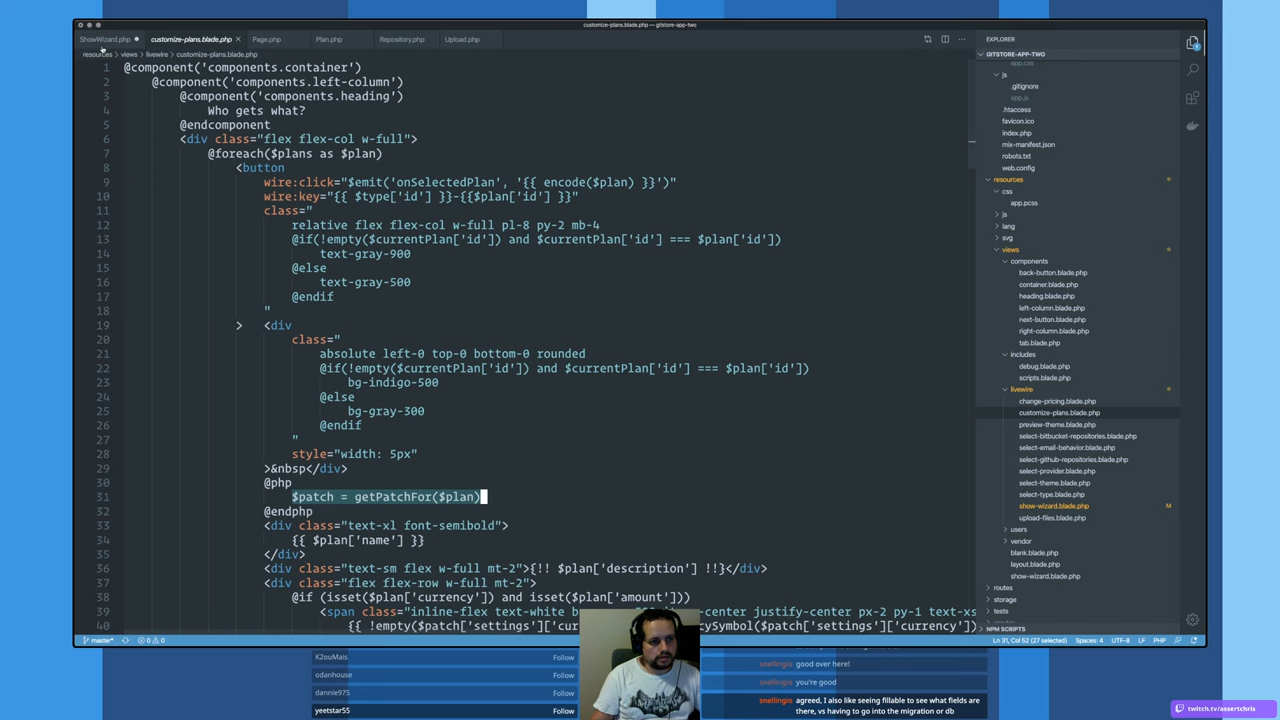 customize-plans.blade.php — gitstore-app-two
ShowWizard.php
customize-plans.blade.php
Page.php
Plan.php
Repository.php
Upload.php
resources > views > livewire > customize-plans.blade.php
1 @component('components.container')
2 @component('components.left-column')
3 @component('components.heading')
4 Who gets what?
5 @endcomponent
6 <div class="flex flex-col w-full">
7 @foreach($plans as $plan)
8 <button
9 wire:click="$emit('onSelectedPlan', '{{ encode($plan) }}')"
10 wire:key="{{ $type['id'] }}-{{$plan['id'] }}"
11 class="
12 relative flex flex-col w-full pl-8 py-2 mb-4
13 @if(!empty($currentPlan['id']) and $currentPlan['id'] === $plan['id'])
14 text-gray-900
15 @else
16 text-gray-500
17 @endif
18 "
19 > <div
20 class="
21 absolute left-0 top-0 bottom-0 rounded
22 @if(!empty($currentPlan['id']) and $currentPlan['id'] === $plan['id'])
23 bg-indigo-500
24 @else
25 bg-gray-300
26 @endif
27 "
28 style="width: 5px"
29 >&nbsp</div>
30 @php
31 $patch = getPatchFor($plan)
32 @endphp
33 <div class="text-xl font-semibold">
34 {{ $plan['name'] }}
35 </div>
36 <div class="text-sm w-full mt-2">{!! $plan['description'] !!}</div>
37 <div class="flex flex-row w-full mt-2">
38 @if (isset($plan['currency']) and isset($plan['amount']))
39 <span class="inline-flex text-white b -center justify-center px-2 py-1 text-xs
40 {{ !empty($patch['settings']['cur ySymbol($patch['settings']['currency']
EXPLORER
GITSTORE-APP-TWO
app.css
js
.gitignore
app.js
.htaccess
favicon.ico
index.php
mix-manifest.json
robots.txt
web.config
resources
css
app.pcss
js
lang
svg
views
components
back-button.blade.php
container.blade.php
heading.blade.php
left-column.blade.php
next-button.blade.php
right-column.blade.php
tab.blade.php
includes
debug.blade.php
scripts.blade.php
livewire
change-pricing.blade.php
customize-plans.blade.php
preview-theme.blade.php
select-bitbucket-repositories.blade.php
select-email-behavior.blade.php
select-github-repositories.blade.php
select-provider.blade.php
select-theme.blade.php
select-type.blade.php
show-wizard.blade.php M
upload-files.blade.php
users
vendor
blank.blade.php
layout.blade.php
show-wizard.blade.php
routes
storage
tests
NPM SCRIPTS
master* 0 0
Ln 31, Col 52 (27 selected) Spaces: 4 UTF-8 LF PHP
K2ouMais Follow
odanhouse Follow
dannie975 Follow
yeetstar55 Follow
snellingio good over here!
snellingio you're good
snellingio agreed, I also like seeing fillable to see what fields are
there, vs having to go into the migration or db
twitch.tv/assertchris